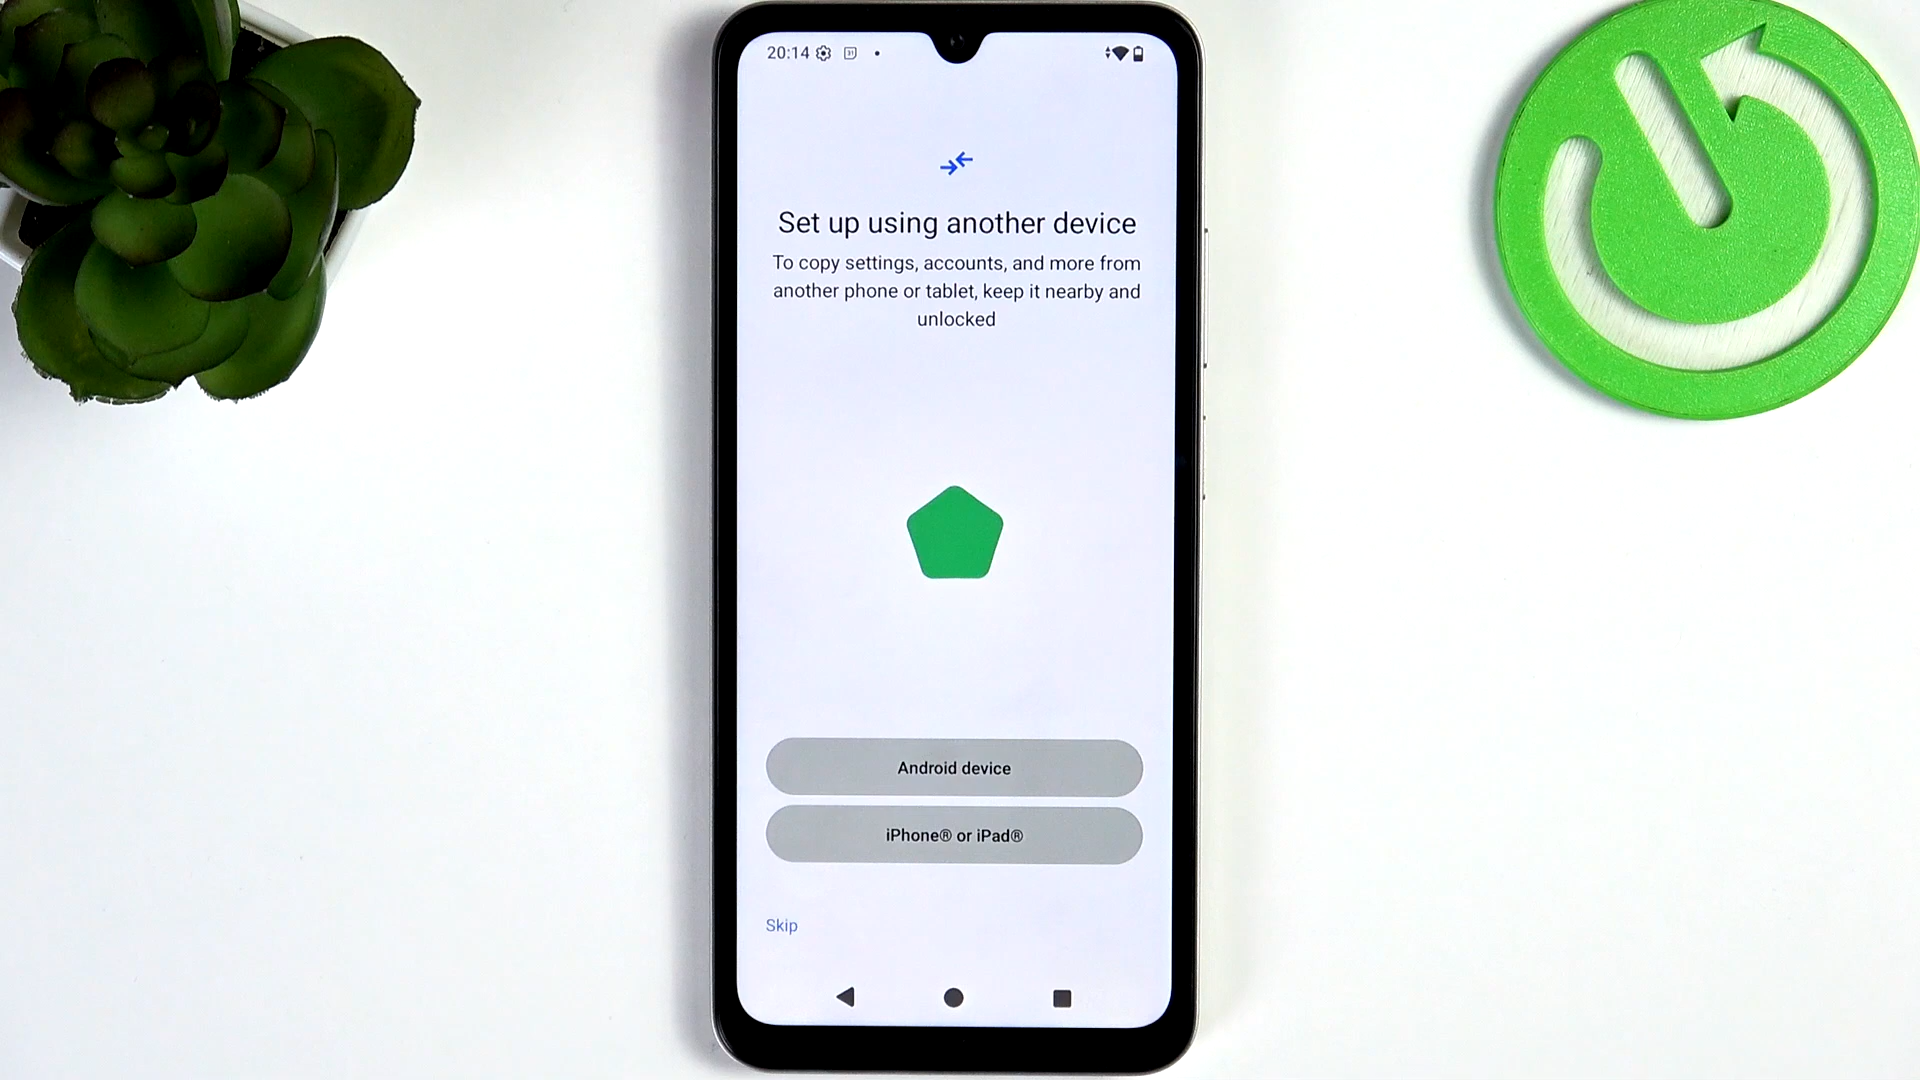 20:14
Set up using another device
To copy settings, accounts, and more from
another phone or tablet, keep it nearby and
unlocked
Android device
iPhone® or iPad®
Skip